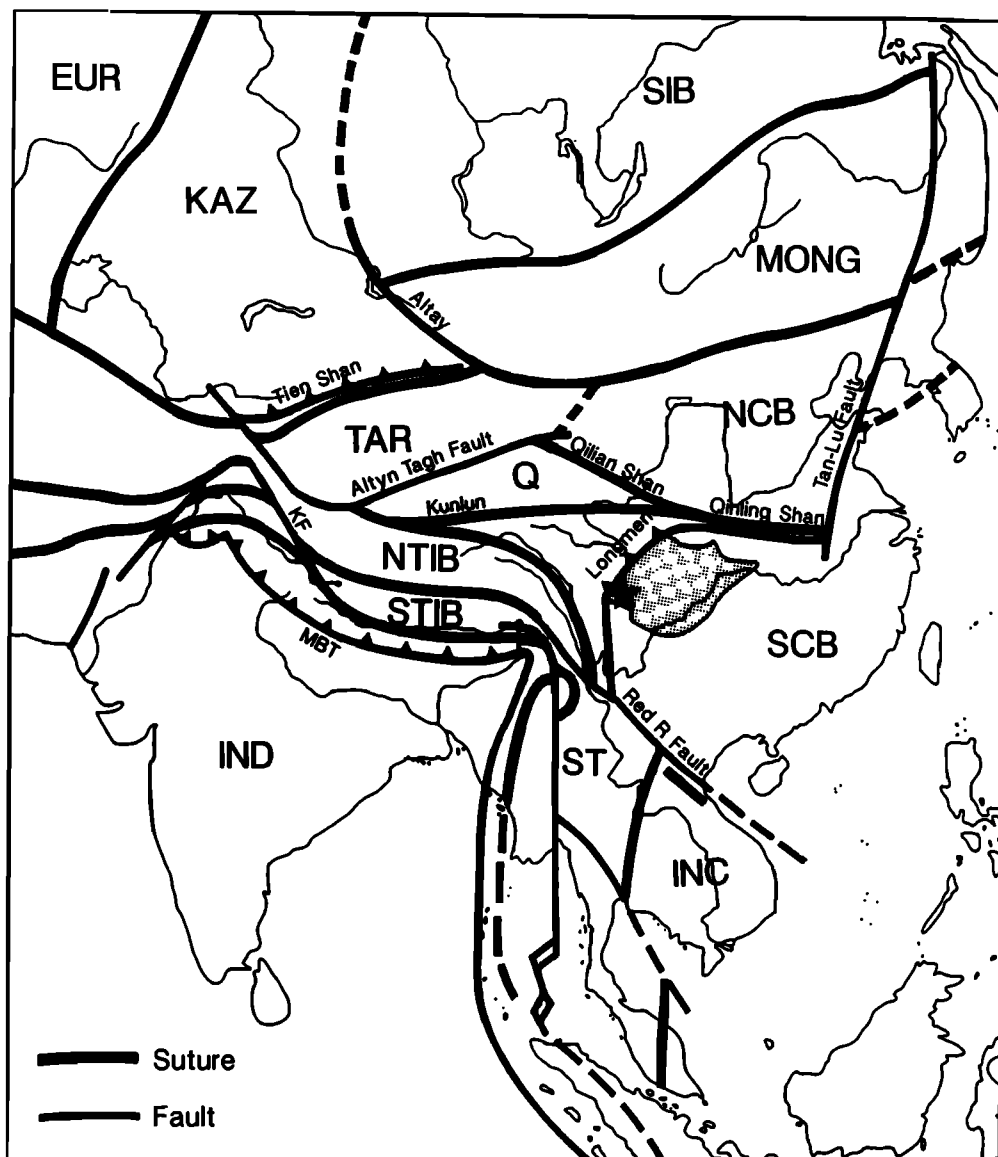 EUR
SIB
KAZ
MONG
Altay
Tien Shan
NCB
TAR
Tan-Lu Fault
Altyn Tagh Fault
Qilian Shan
Q
Kunlun
Qinling Shan
KF
Longmen
NTIB
STIB
MBT
SCB
Red R Fault
IND
ST
INC
Suture
Fault